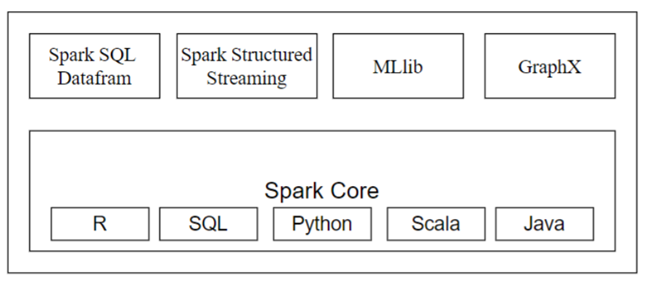 Spark SQL
Datafram
Spark Structured
Streaming
MLlib
GraphX
Spark Core
R
SQL
Python
Scala
Java